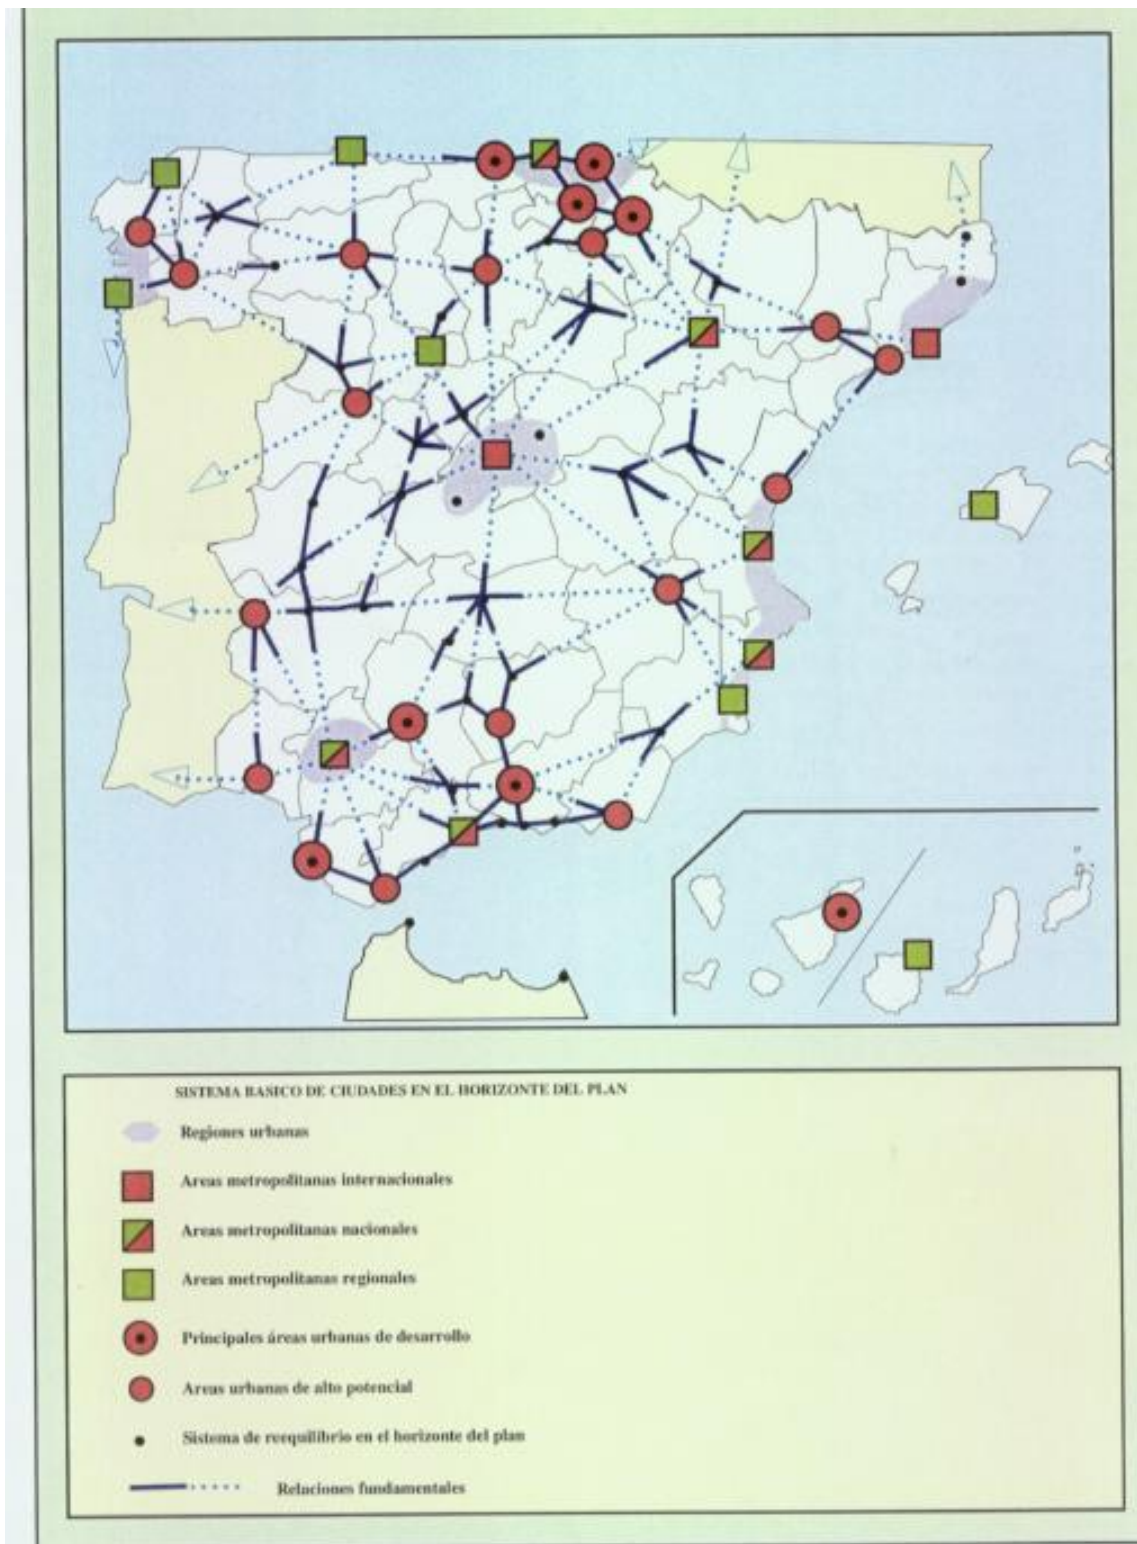 SISTEMA BASICO DE CIUDADES EN EL HORIZONTE DEL PLAN
Regiones urbanas
Areas metropolitanas internacionales
Areas metropolitanas nacionales
Areas metropolitanas regionales
Principales áreas urbanas de desarrollo
Areas urbanas de alto potencial
Sistema de reequilibrio en el horizonte del plan
Relaciones fundamentales